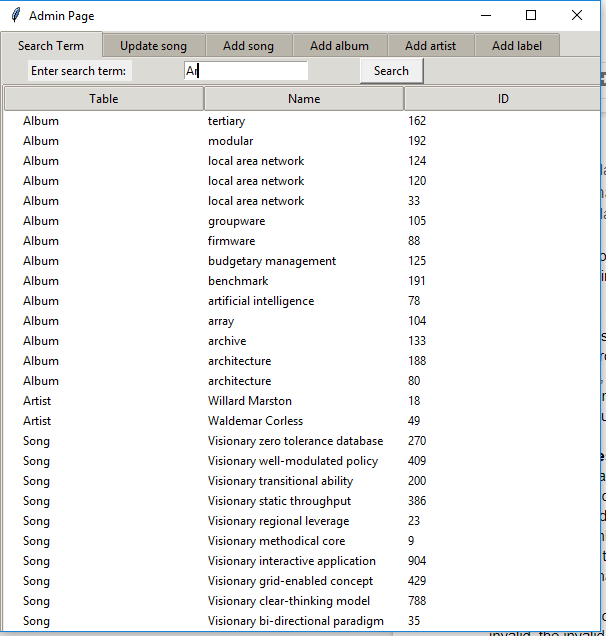 Admin Page
Search Term Update song Add song Add album Add artist Add label
Enter search term: Ar Search
Table Name ID
Album tertiary 162
Album modular 192
Album local area network 124
Album local area network 120
Album local area network 33
Album groupware 105
Album firmware 88
Album budgetary management 125
Album benchmark 191
Album artificial intelligence 78
Album array 104
Album archive 133
Album architecture 188
Album architecture 80
Artist Willard Marston 18
Artist Waldemar Corless 49
Song Visionary zero tolerance database 270
Song Visionary well-modulated policy 409
Song Visionary transitional ability 200
Song Visionary static throughput 386
Song Visionary regional leverage 23
Song Visionary methodical core 9
Song Visionary interactive application 904
Song Visionary grid-enabled concept 429
Song Visionary clear-thinking model 788
Song Visionary bi-directional paradigm 35